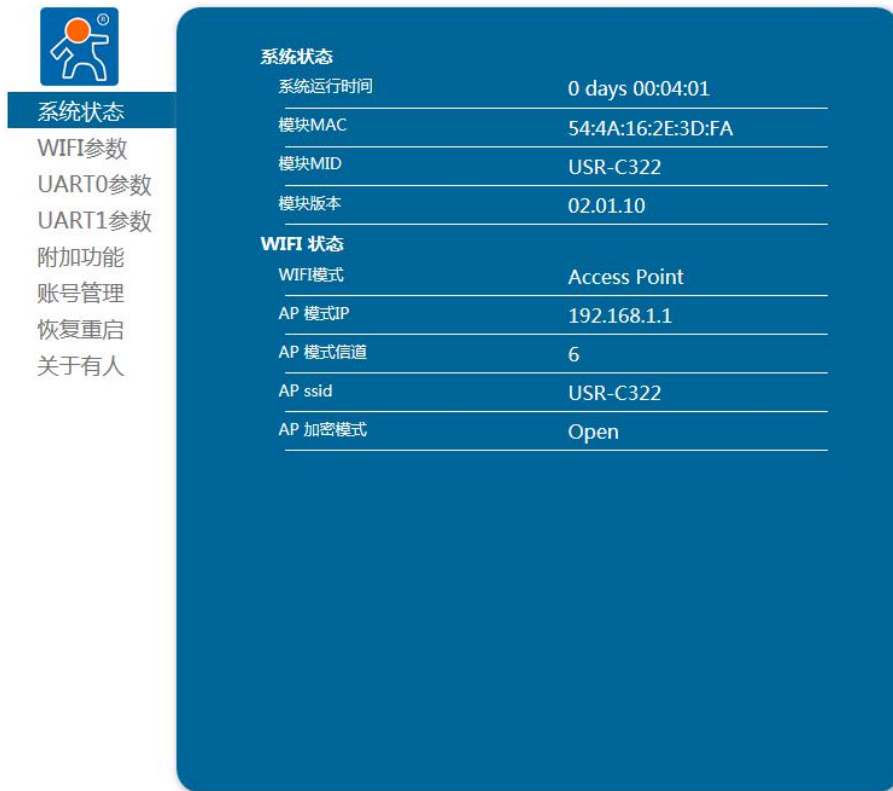 ®
系统状态
WIFI参数
UART0参数
UART1参数
附加功能
账号管理
恢复重启
关于有人
系统状态
系统运行时间 0 days 00:04:01
模块MAC 54:4A:16:2E:3D:FA
模块MID USR-C322
模块版本 02.01.10
WIFI 状态
WIFI模式 Access Point
AP 模式IP 192.168.1.1
AP 模式信道 6
AP ssid USR-C322
AP 加密模式 Open